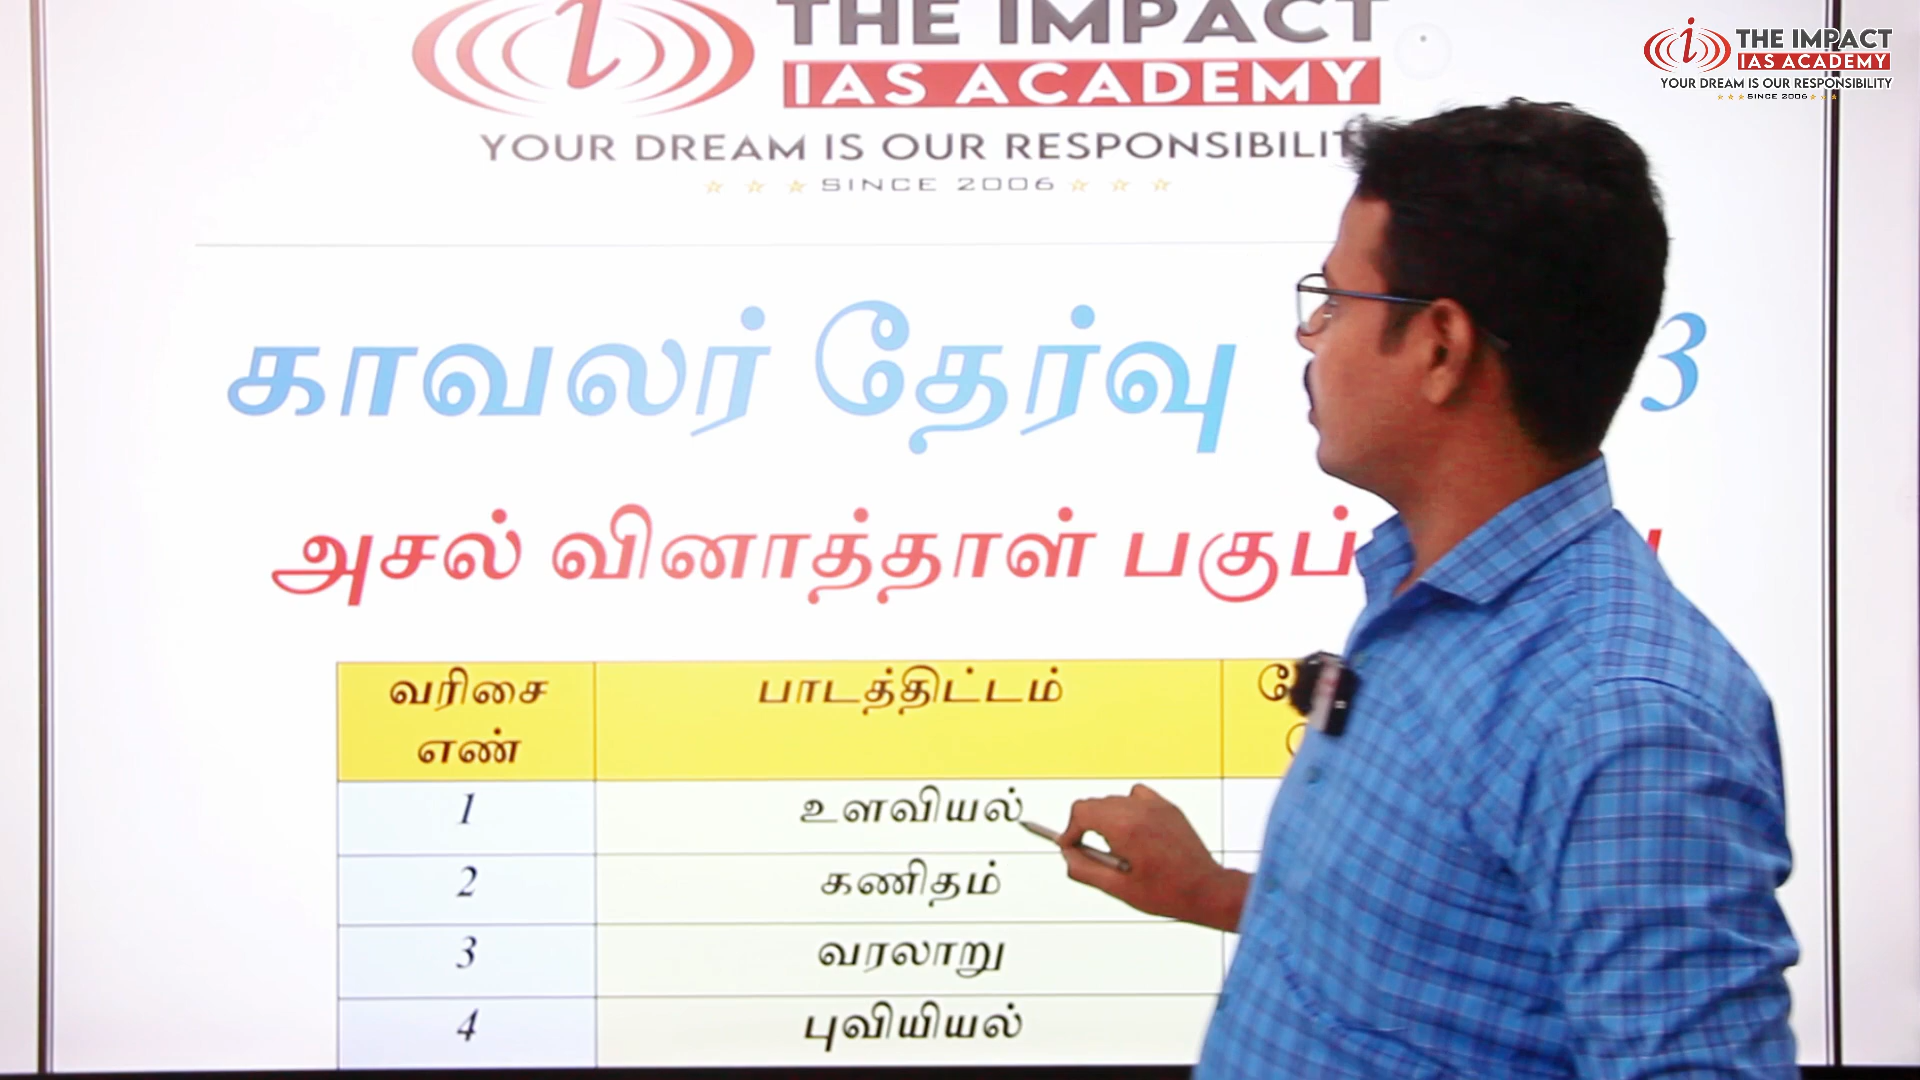 THE IMPACT
IAS ACADEMY
YOUR DREAM IS OUR
SINCE 2006
THE IMPACT
IAS ACADEMY
YOUR DREAM IS OUR RESPONSIBILITY
SINCE 2006
காவலர் தேர்வு 3
அசல் வினாத்தாள்
வரிசை எண்
பாடத்திட்டம்
1 உளவியல்
2 கணிதம்
3 வரலாறு
4 புவியியல்